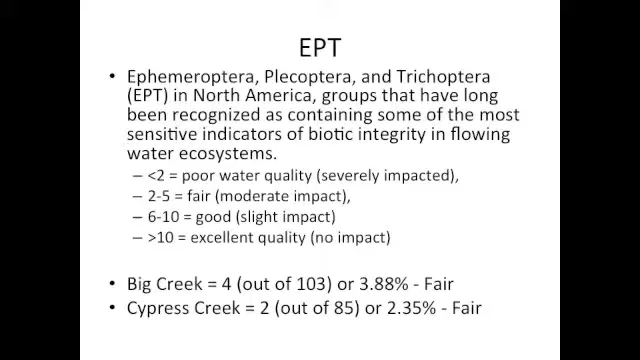 EPT
• Ephemeroptera, Plecoptera, and Trichoptera
(EPT) in North America, groups that have long
been recognized as containing some of the most
sensitive indicators of biotic integrity in flowing
water ecosystems.
– <2 = poor water quality (severely impacted),
– 2-5 = fair (moderate impact),
– 6-10 = good (slight impact)
– >10 = excellent quality (no impact)
• Big Creek = 4 (out of 103) or 3.88% - Fair
• Cypress Creek = 2 (out of 85) or 2.35% - Fair